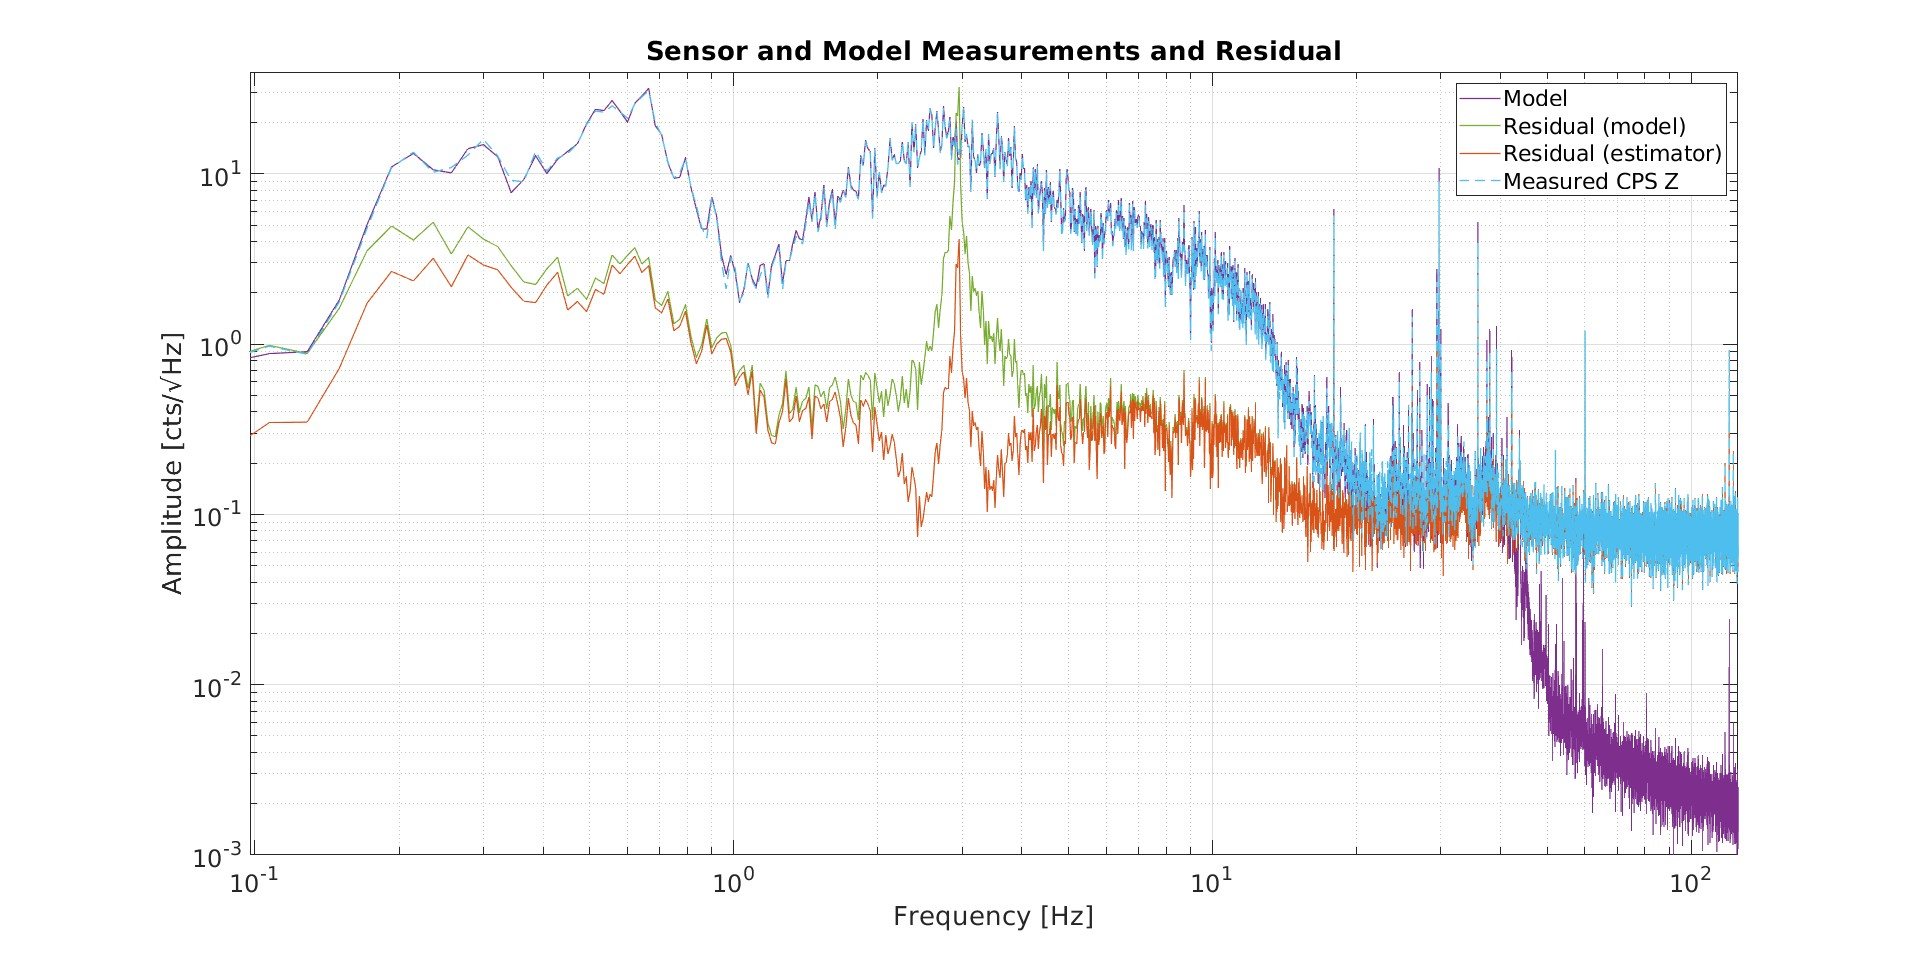 Sensor and Model Measurements and Residual
Model
Residual (model)
Residual (estimator)
Measured CPS Z
Amplitude [cts/√Hz]
10^1
10^0
10^-1
10^-2
10^-3
10^-1
10^0
10^1
10^2
Frequency [Hz]